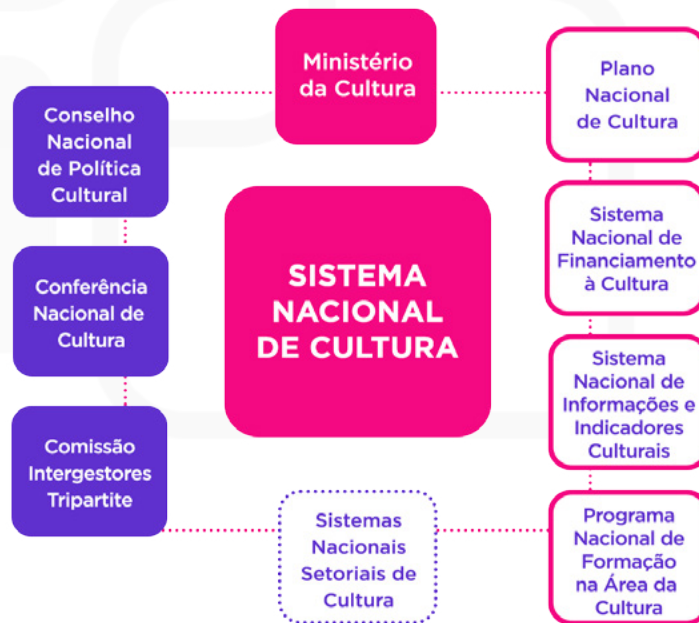 Ministério
da Cultura
Plano
Nacional
de Cultura
Conselho
Nacional
de Política
Cultural
Sistema
Nacional de
Financiamento
à Cultura
SISTEMA
NACIONAL
DE CULTURA
Conferência
Nacional de
Cultura
Sistema
Nacional de
Informações e
Indicadores
Culturais
Comissão
Intergestores
Tripartite
Sistemas
Nacionais
Setoriais de
Cultura
Programa
Nacional de
Formação
na Área da
Cultura